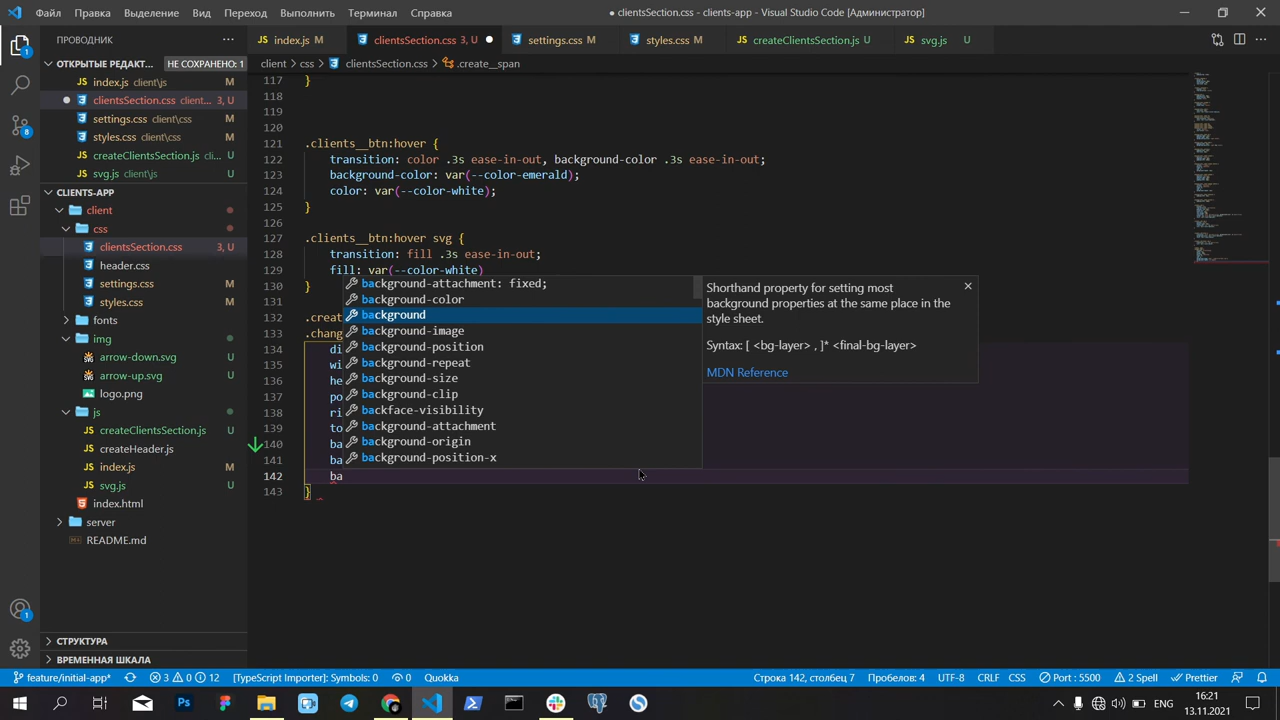 Файл Правка Выделение Вид Переход Выполнить Терминал Справка
● clientsSection.css - clients-app - Visual Studio Code [Администратор]
ПРОВОДНИК
JS index.js M
clientsSection.css 3, U
settings.css M
styles.css M
JS createClientsSection.js U
JS svg.js U
ОТКРЫТЫЕ РЕДАКТ... НЕ СОХРАНЕНО: 1
client > css > clientsSection.css > .create__span
JS index.js client\js M
clientsSection.css client... 3, U
settings.css client\css M
styles.css client\css M
JS createClientsSection.js cli... U
JS svg.js client\js U
CLIENTS-APP
client
css
clientsSection.css 3, U
header.css
settings.css M
styles.css M
fonts
img
arrow-down.svg U
arrow-up.svg U
logo.png
js
JS createClientsSection.js U
JS createHeader.js
JS index.js M
JS svg.js U
index.html
server
README.md
СТРУКТУРА
ВРЕМЕННАЯ ШКАЛА
117 }
118
119
120
121 .clients__btn:hover {
122 transition: color .3s ease-in-out, background-color .3s ease-in-out;
123 background-color: var(--color-emerald);
124 color: var(--color-white);
125 }
126
127 .clients__btn:hover svg {
128 transition: fill .3s ease-in-out;
129 fill: var(--color-white)
130 }
131
132 .creat
133 .chang
134 di
135 wi
136 he
137 po
138 ri
139 to
140 ba
141 ba
142 ba
143 }
background-attachment: fixed;
background-color
background
background-image
background-position
background-repeat
background-size
background-clip
backface-visibility
background-attachment
background-origin
background-position-x
Shorthand property for setting most
background properties at the same place in the
style sheet.
Syntax: [ <bg-layer> , ]* <final-bg-layer>
MDN Reference
feature/initial-app* 3 0 12 [TypeScript Importer]: Symbols: 0 0 Quokka
Строка 142, столбец 7 Пробелов: 4 UTF-8 CRLF CSS Port : 5500 2 Spell Prettier
ENG
16:21
13.11.2021